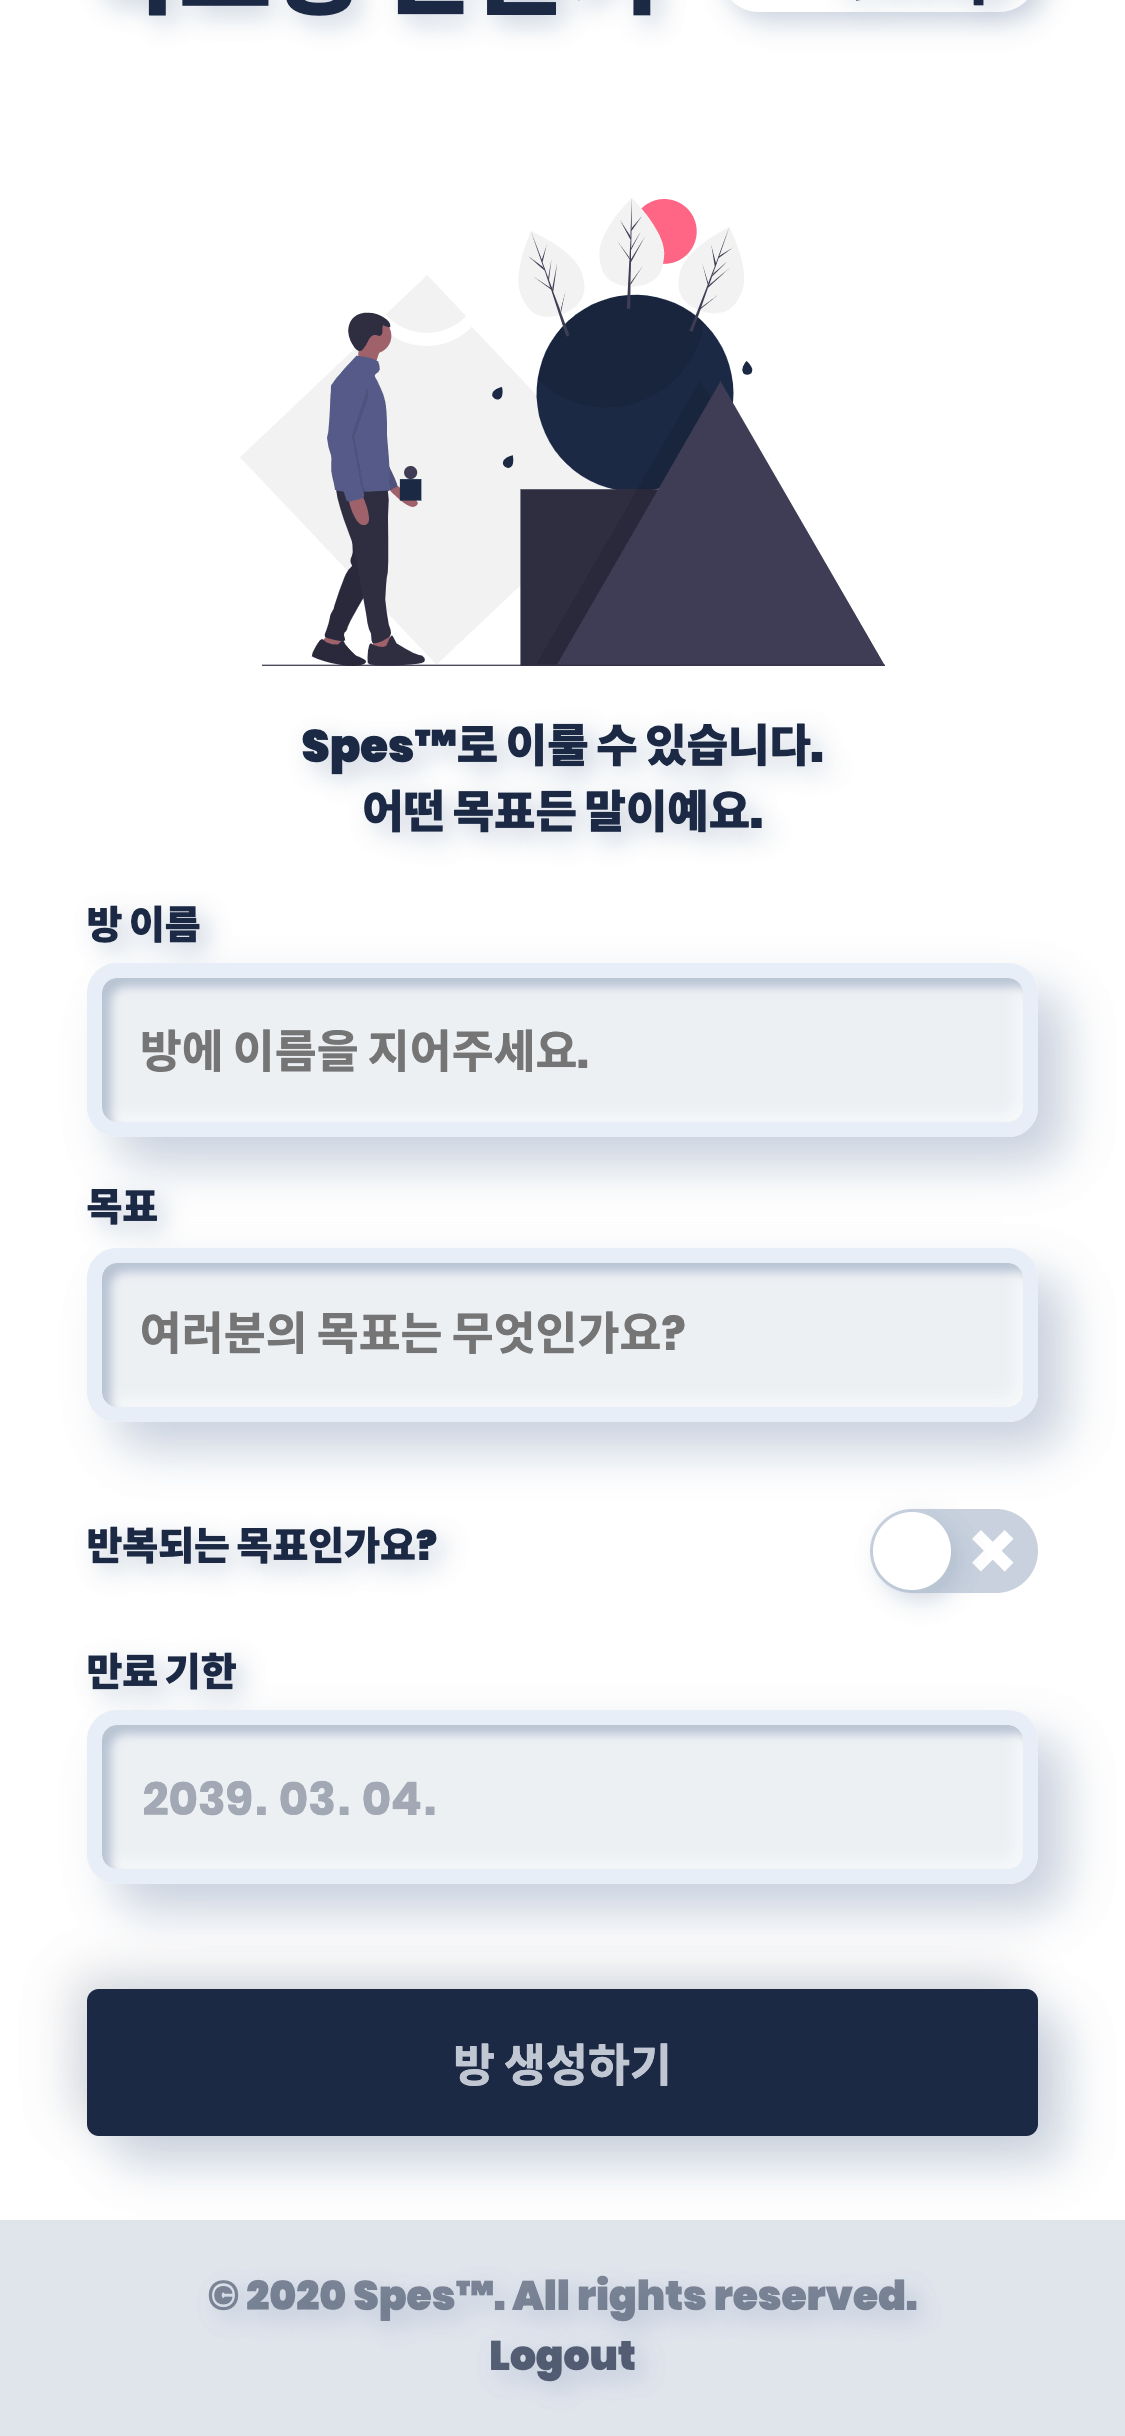 Spes™로 이룰 수 있습니다.
어떤 목표든 말이예요.
방 이름
방에 이름을 지어주세요.
목표
여러분의 목표는 무엇인가요?
반복되는 목표인가요?
만료 기한
2039. 03. 04.
방 생성하기
© 2020 Spes™. All rights reserved.
Logout